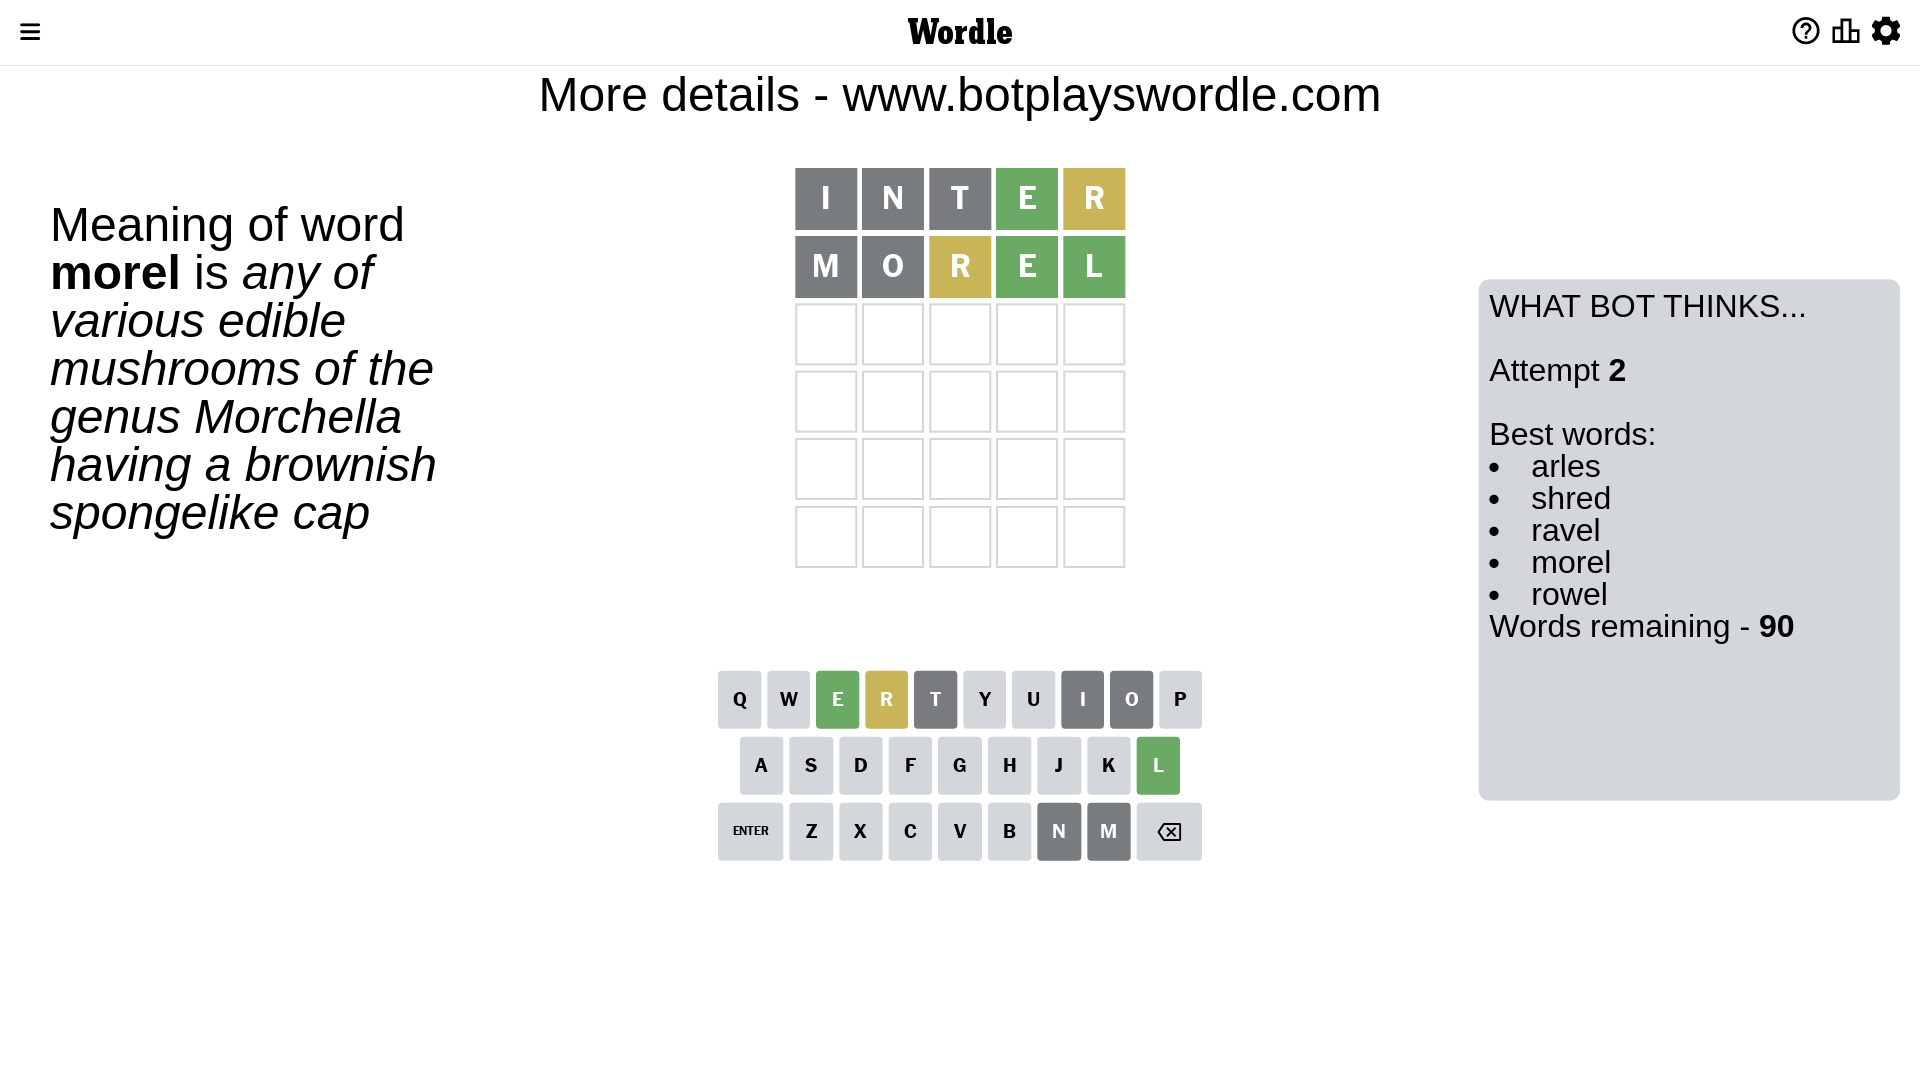 Wordle
More details - www.botplayswordle.com
Meaning of word
morel is any of
various edible
mushrooms of the
genus Morchella
having a brownish
spongelike cap
I N T E R
M O R E L
WHAT BOT THINKS...
Attempt 2
Best words:
• arles
• shred
• ravel
• morel
• rowel
Words remaining - 90
Q W E R T Y U I O P
A S D F G H J K L
ENTER Z X C V B N M